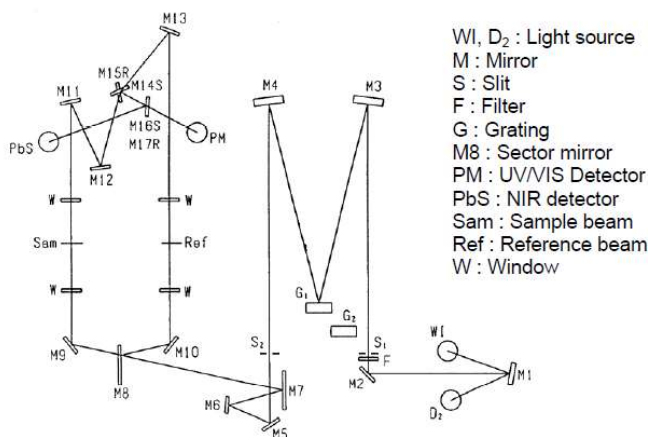 M13
M15R
M14S
M11
M16S
M17R
PM
PbS
M12
W
W
Sam
Ref
W
W
M9
M10
M8
M4
M3
G1
G2
S2
S1
F
M2
WI
M1
D2
M7
M6
M5
WI, D2 : Light source
M : Mirror
S : Slit
F : Filter
G : Grating
M8 : Sector mirror
PM : UV/VIS Detector
PbS : NIR detector
Sam : Sample beam
Ref : Reference beam
W : Window